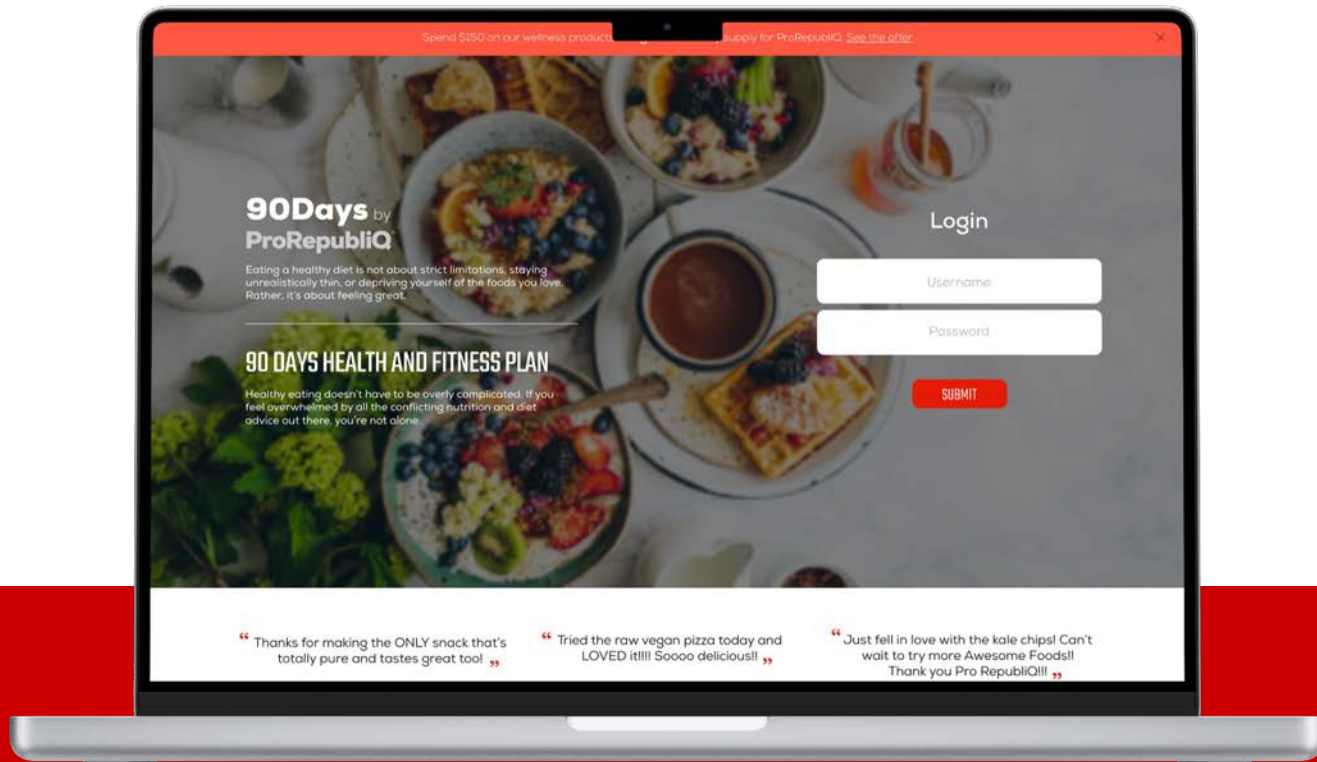 Spend $150 on our wellness products supply for ProRepubliQ. See the offer
90Days by
ProRepubliQ
Eating a healthy diet is not about strict limitations, staying
unrealistically thin, or depriving yourself of the foods you love.
Rather, it's about feeling great.
90 DAYS HEALTH AND FITNESS PLAN
Healthy eating doesn't have to be overly complicated. If you
feel overwhelmed by all the conflicting nutrition and diet
advice out there, you're not alone.
Login
Username
Password
SUBMIT
“ Thanks for making the ONLY snack that's
totally pure and tastes great too! ”
“ Tried the raw vegan pizza today and
LOVED it!!!! Soooo delicious!! ”
“ Just fell in love with the kale chips! Can't
wait to try more Awesome Foods!!
Thank you Pro RepubliQ!!! ”